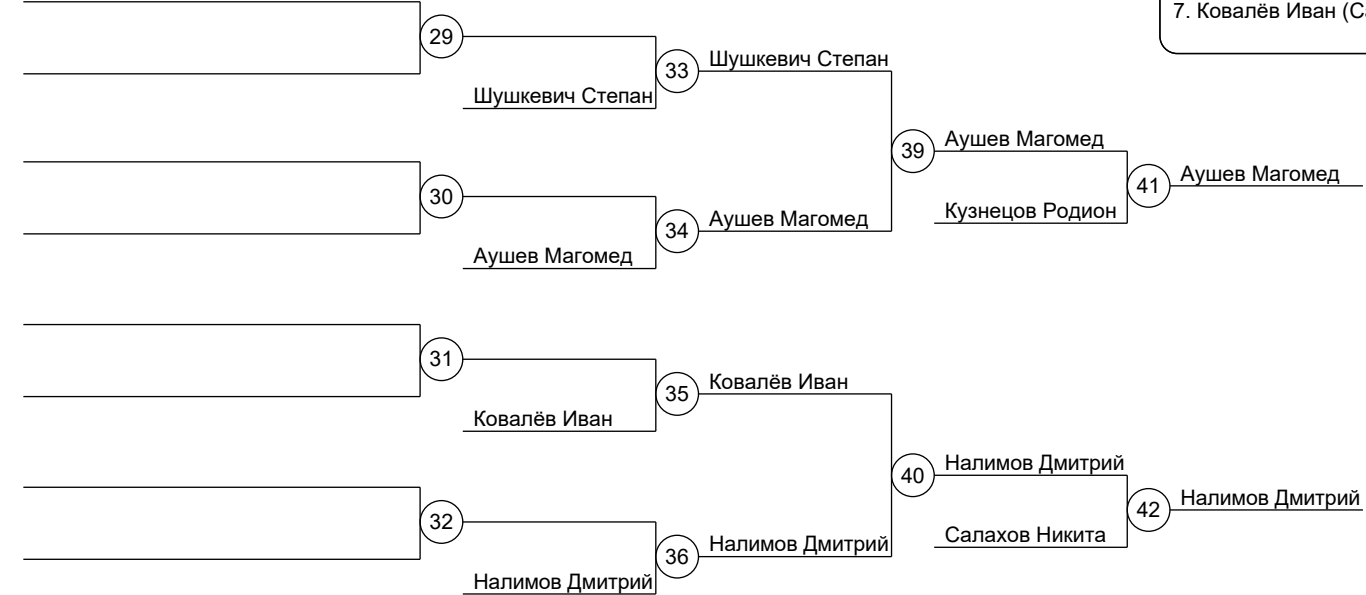 7. Ковалёв Иван (Са
29
33
Шушкевич Степан
Шушкевич Степан
39
Аушев Магомед
41
Аушев Магомед
Кузнецов Родион
30
34
Аушев Магомед
Аушев Магомед
31
35
Ковалёв Иван
Ковалёв Иван
40
Налимов Дмитрий
42
Налимов Дмитрий
Салахов Никита
32
36
Налимов Дмитрий
Налимов Дмитрий